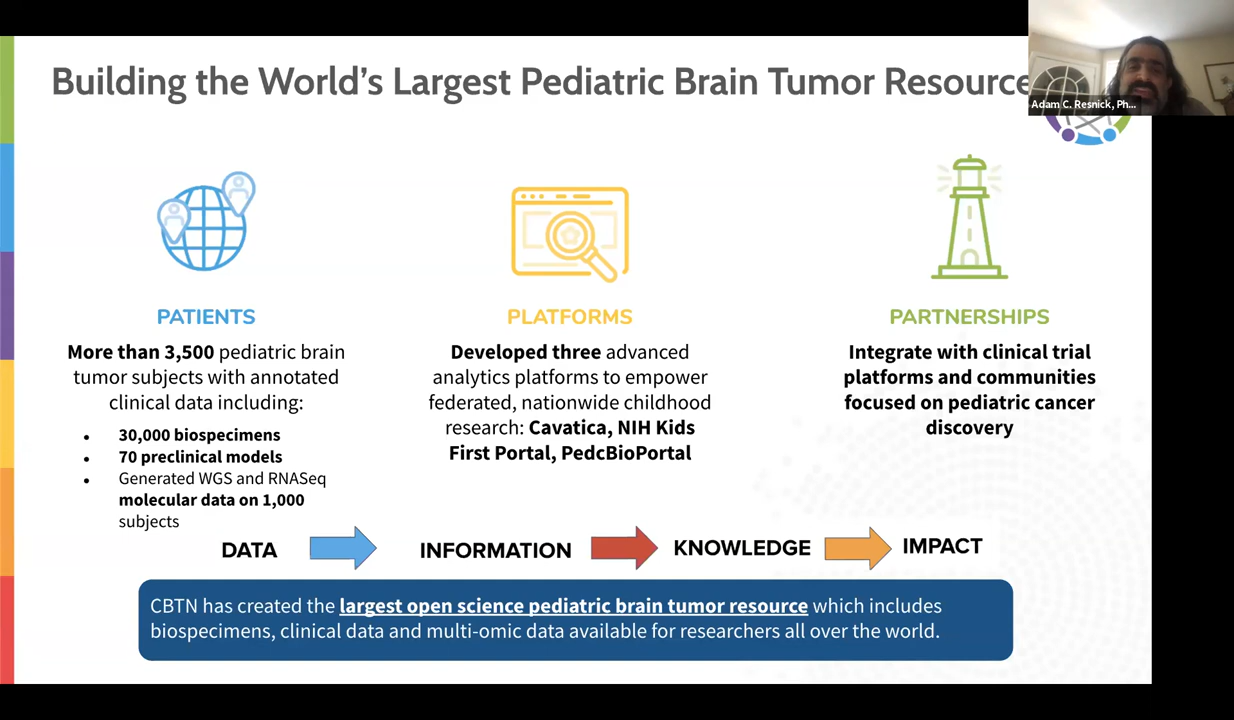 Building the World's Largest Pediatric Brain Tumor Resource
Adam C. Resnick, Ph...
PATIENTS
More than 3,500 pediatric brain
tumor subjects with annotated
clinical data including:
• 30,000 biospecimens
• 70 preclinical models
• Generated WGS and RNASeq
molecular data on 1,000
subjects
PLATFORMS
Developed three advanced
analytics platforms to empower
federated, nationwide childhood
research: Cavatica, NIH Kids
First Portal, PedcBioPortal
PARTNERSHIPS
Integrate with clinical trial
platforms and communities
focused on pediatric cancer
discovery
DATA INFORMATION KNOWLEDGE IMPACT
CBTN has created the largest open science pediatric brain tumor resource which includes
biospecimens, clinical data and multi-omic data available for researchers all over the world.